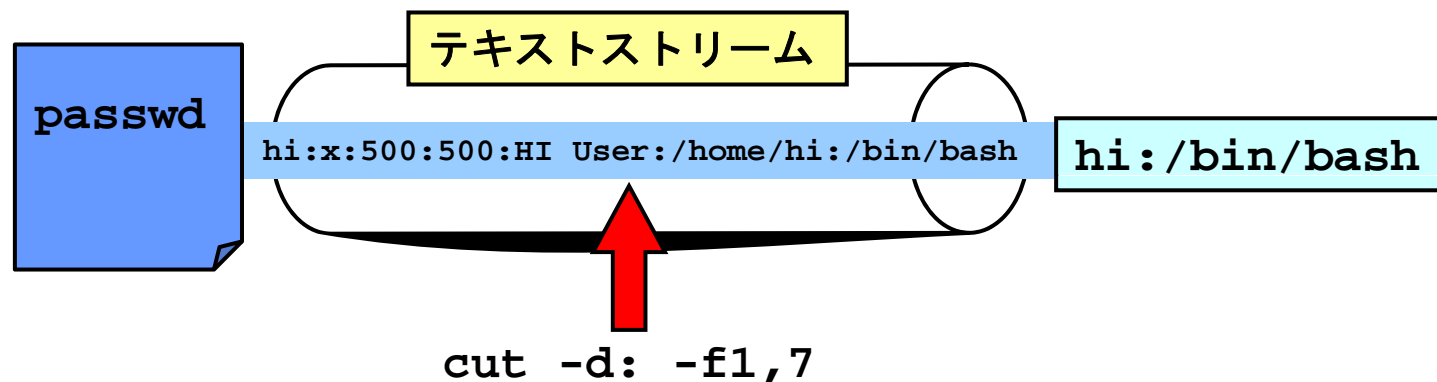 テキストストリーム
passwd
hi:x:500:500:HI User:/home/hi:/bin/bash
hi:/bin/bash
cut -d: -f1,7